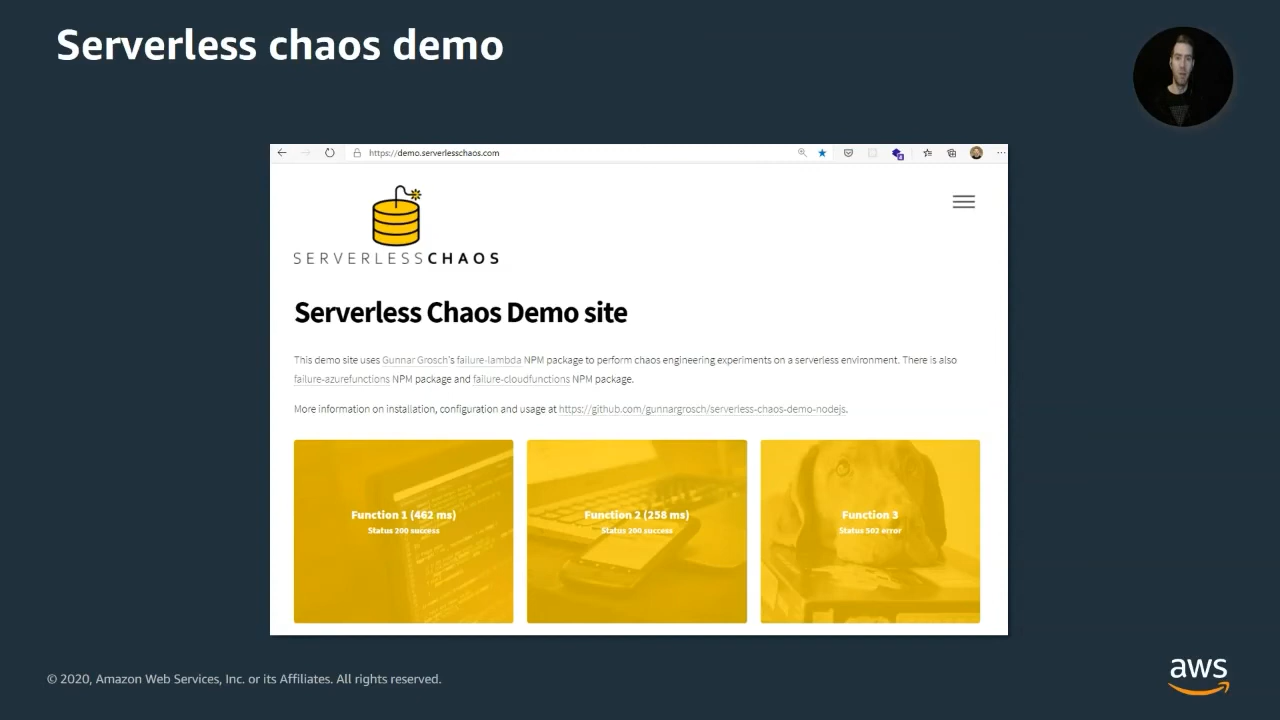 Serverless chaos demo
https://demo.serverlesschaos.com
SERVERLESSCHAOS
Serverless Chaos Demo site
This demo site uses Gunnar Grosch's failure-lambda NPM package to perform chaos engineering experiments on a serverless environment. There is also
failure-azurefunctions NPM package and failure-cloudfunctions NPM package.
More information on installation, configuration and usage at https://github.com/gunnargrosch/serverless-chaos-demo-nodejs.
Function 1 (462 ms)
Status 200 success
Function 2 (258 ms)
Status 200 success
Function 3
Status 502 error
© 2020, Amazon Web Services, Inc. or its Affiliates. All rights reserved.
aws